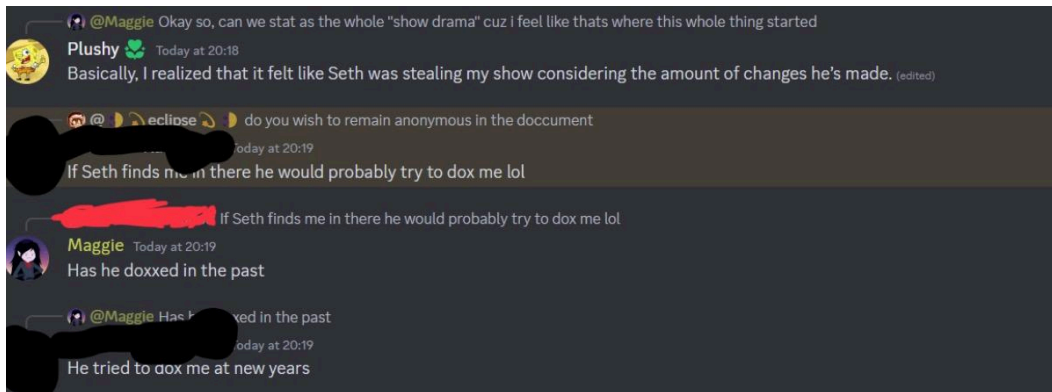 @Maggie Okay so, can we stat as the whole "show drama" cuz i feel like thats where this whole thing started
Plushy Today at 20:18
Basically, I realized that it felt like Seth was stealing my show considering the amount of changes he's made. (edited)
@ eclipse do you wish to remain anonymous in the doccument
oday at 20:19
If Seth finds me in there he would probably try to dox me lol
If Seth finds me in there he would probably try to dox me lol
Maggie Today at 20:19
Has he doxxed in the past
@Maggie Has xed in the past
oday at 20:19
He tried to dox me at new years